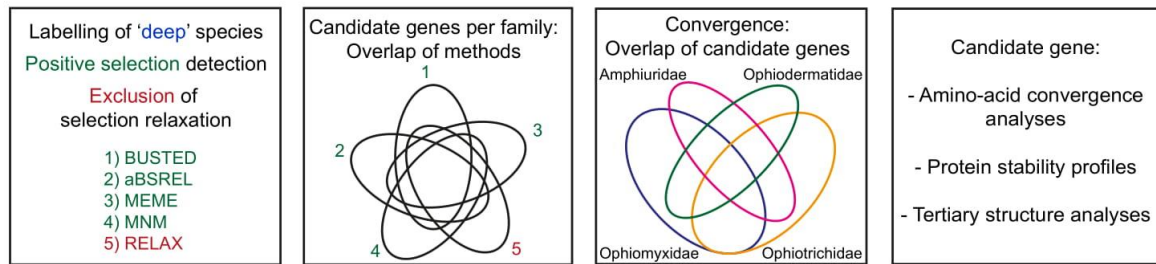 Labelling of 'deep' species
Positive selection detection
Exclusion of
selection relaxation
1) BUSTED
2) aBSREL
3) MEME
4) MNM
5) RELAX
Candidate genes per family:
Overlap of methods
1
2
3
4
5
Convergence:
Overlap of candidate genes
Amphiuridae
Ophiodermatidae
Ophiomyxidae
Ophiotrichidae
Candidate gene:
- Amino-acid convergence
analyses
- Protein stability profiles
- Tertiary structure analyses